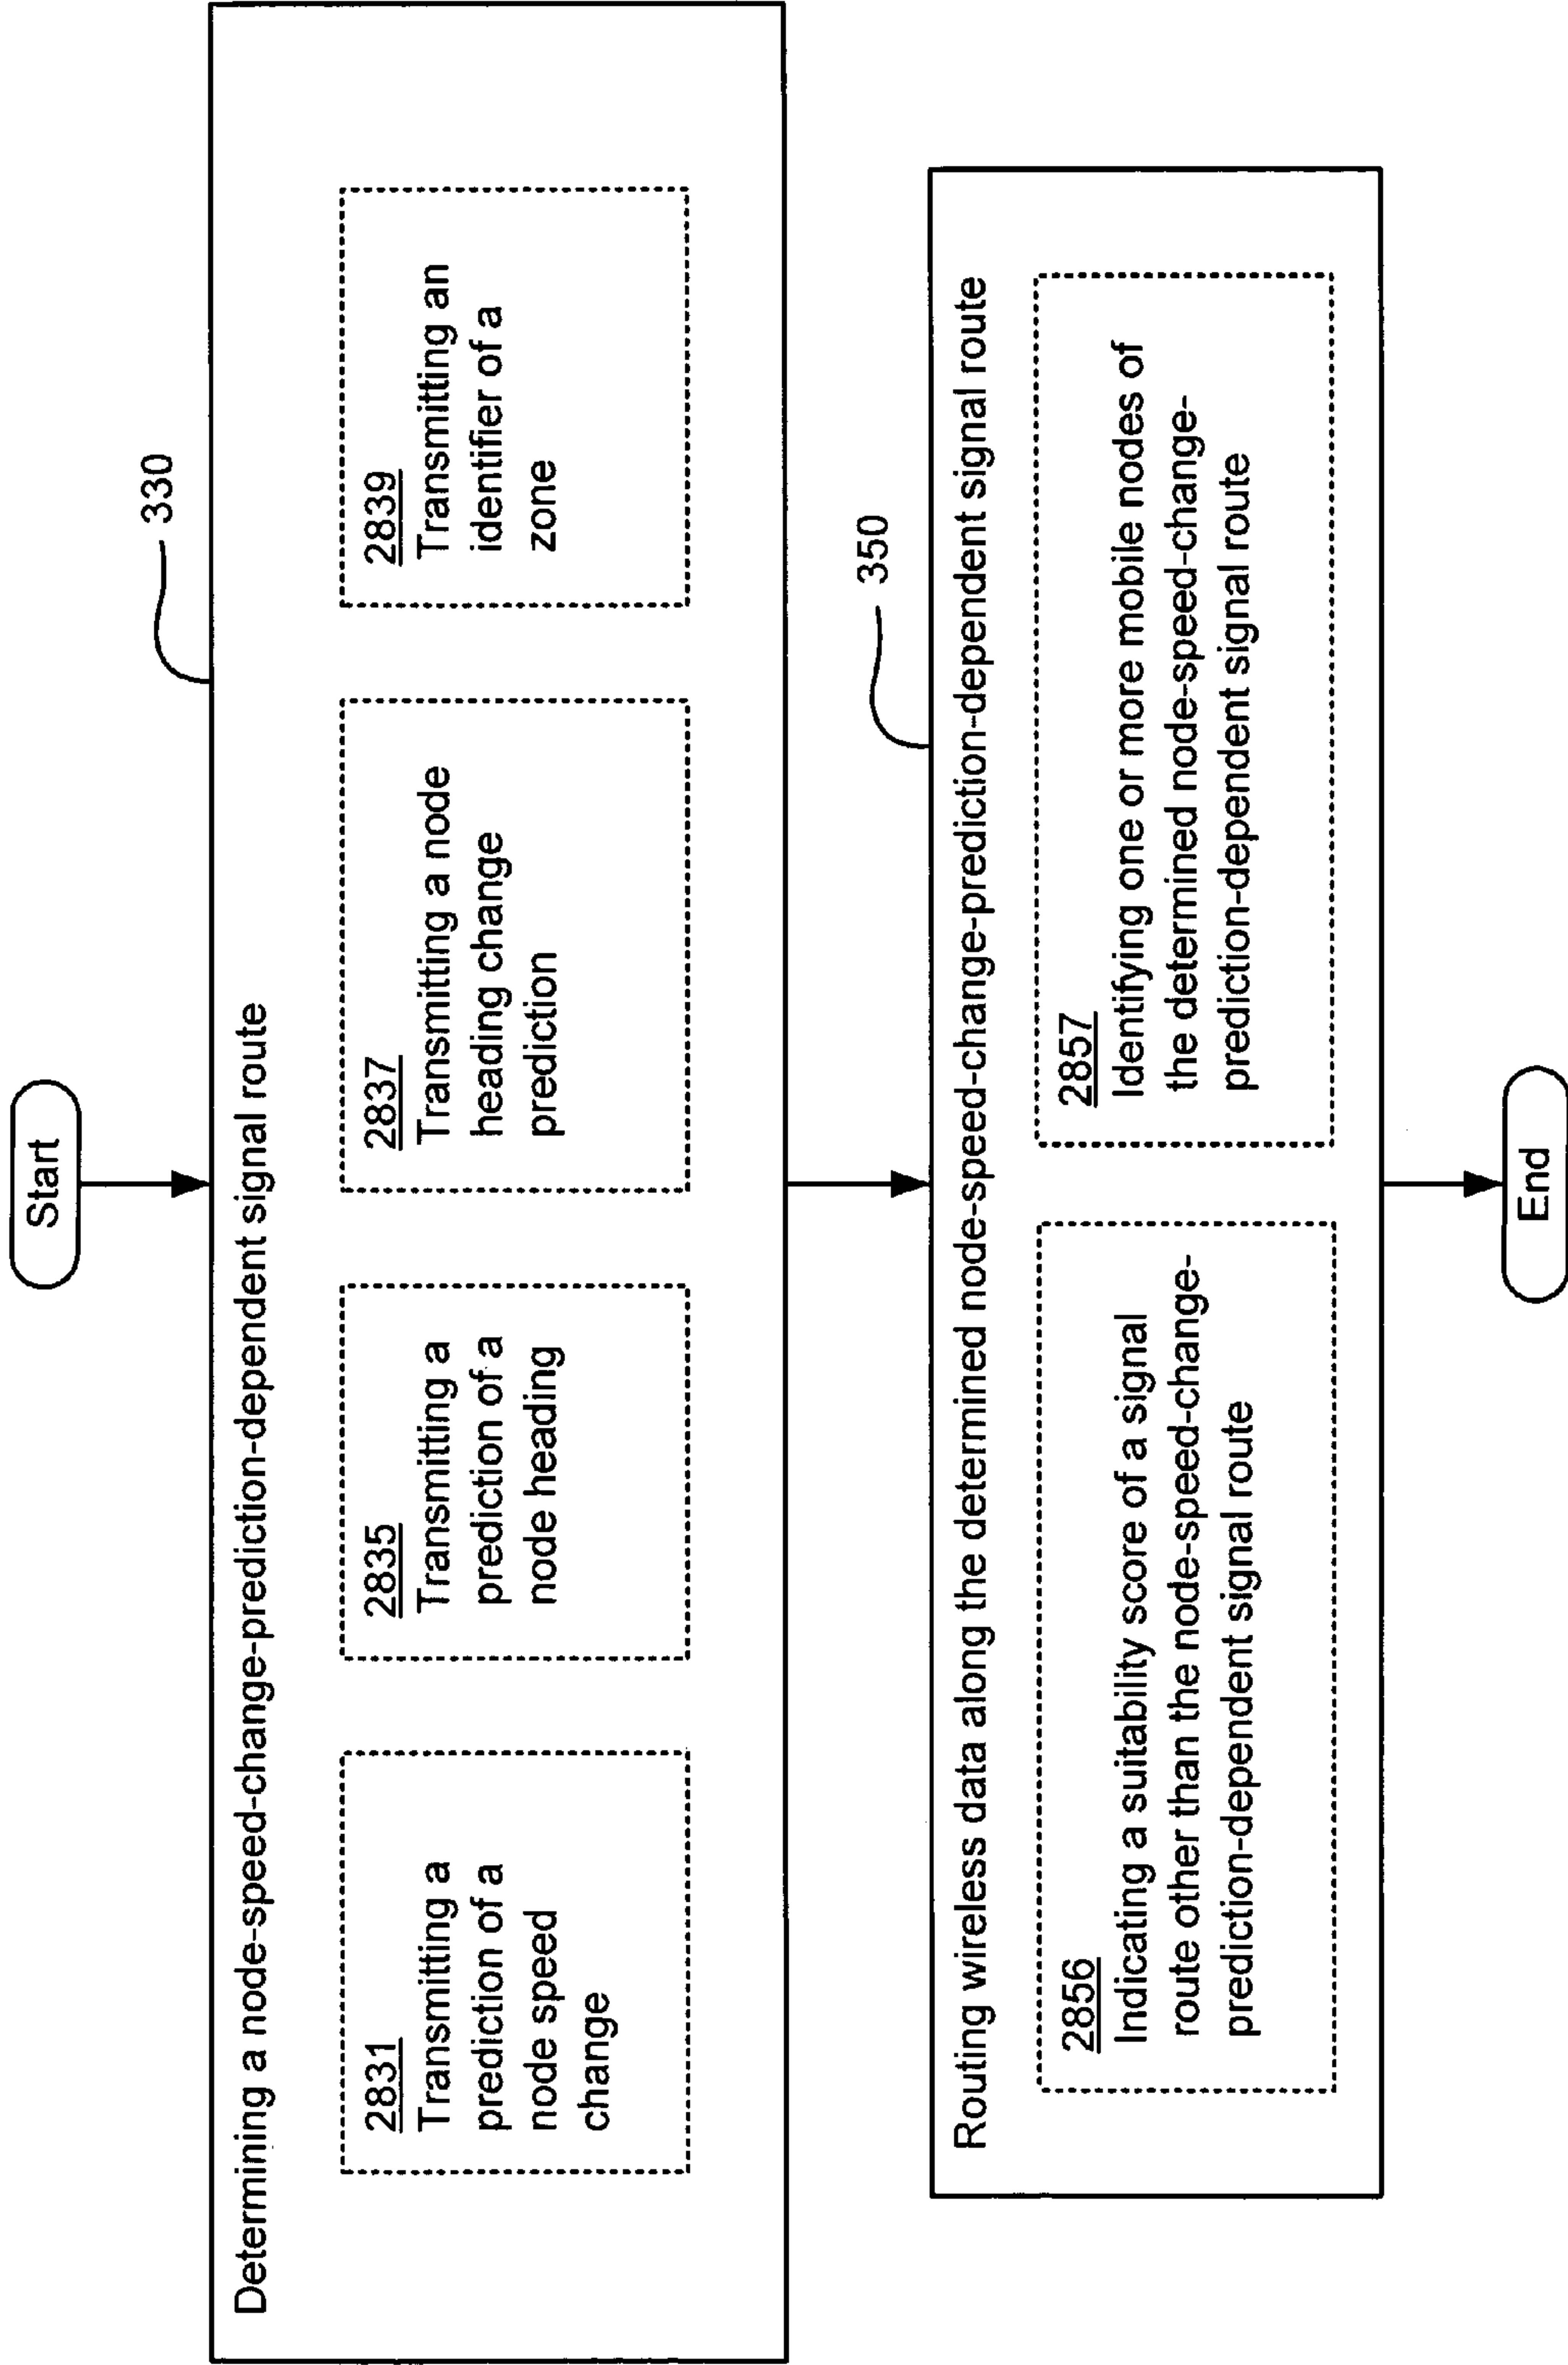 Start
330
Determining a node-speed-change-prediction-dependent signal route
2831
Transmitting a
prediction of a
node speed
change
2835
Transmitting a
prediction of a
node heading
2837
Transmitting a node
heading change
prediction
2839
Transmitting an
identifier of a
zone
350
Routing wireless data along the determined node-speed-change-prediction-dependent signal route
2856
Indicating a suitability score of a signal
route other than the node-speed-change-
prediction-dependent signal route
2857
Identifying one or more mobile nodes of
the determined node-speed-change-
prediction-dependent signal route
End